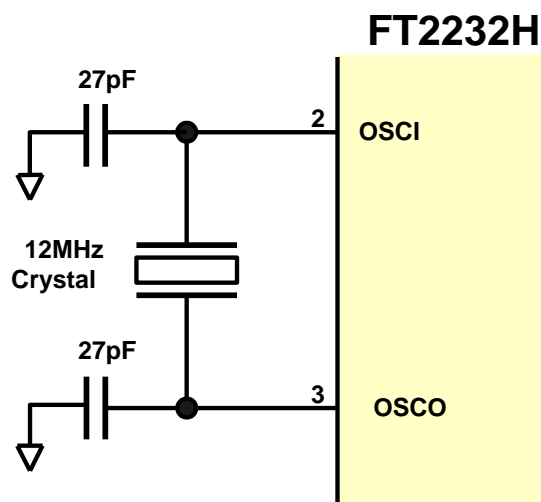 FT2232H
27pF
2
OSCI
12MHz
Crystal
27pF
3
OSCO